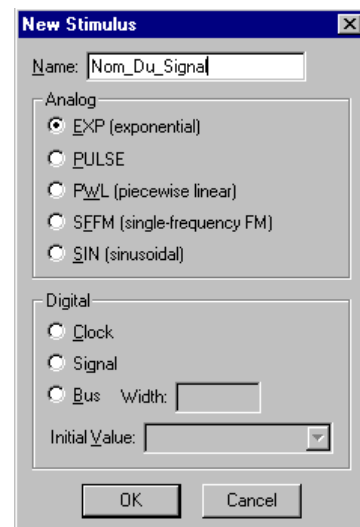 New Stimulus
Name: Nom_Du_Signal
Analog
EXP (exponential)
PULSE
PWL (piecewise linear)
SFFM (single-frequency FM)
SIN (sinusoidal)
Digital
Clock
Signal
Bus Width:
Initial Value:
OK Cancel